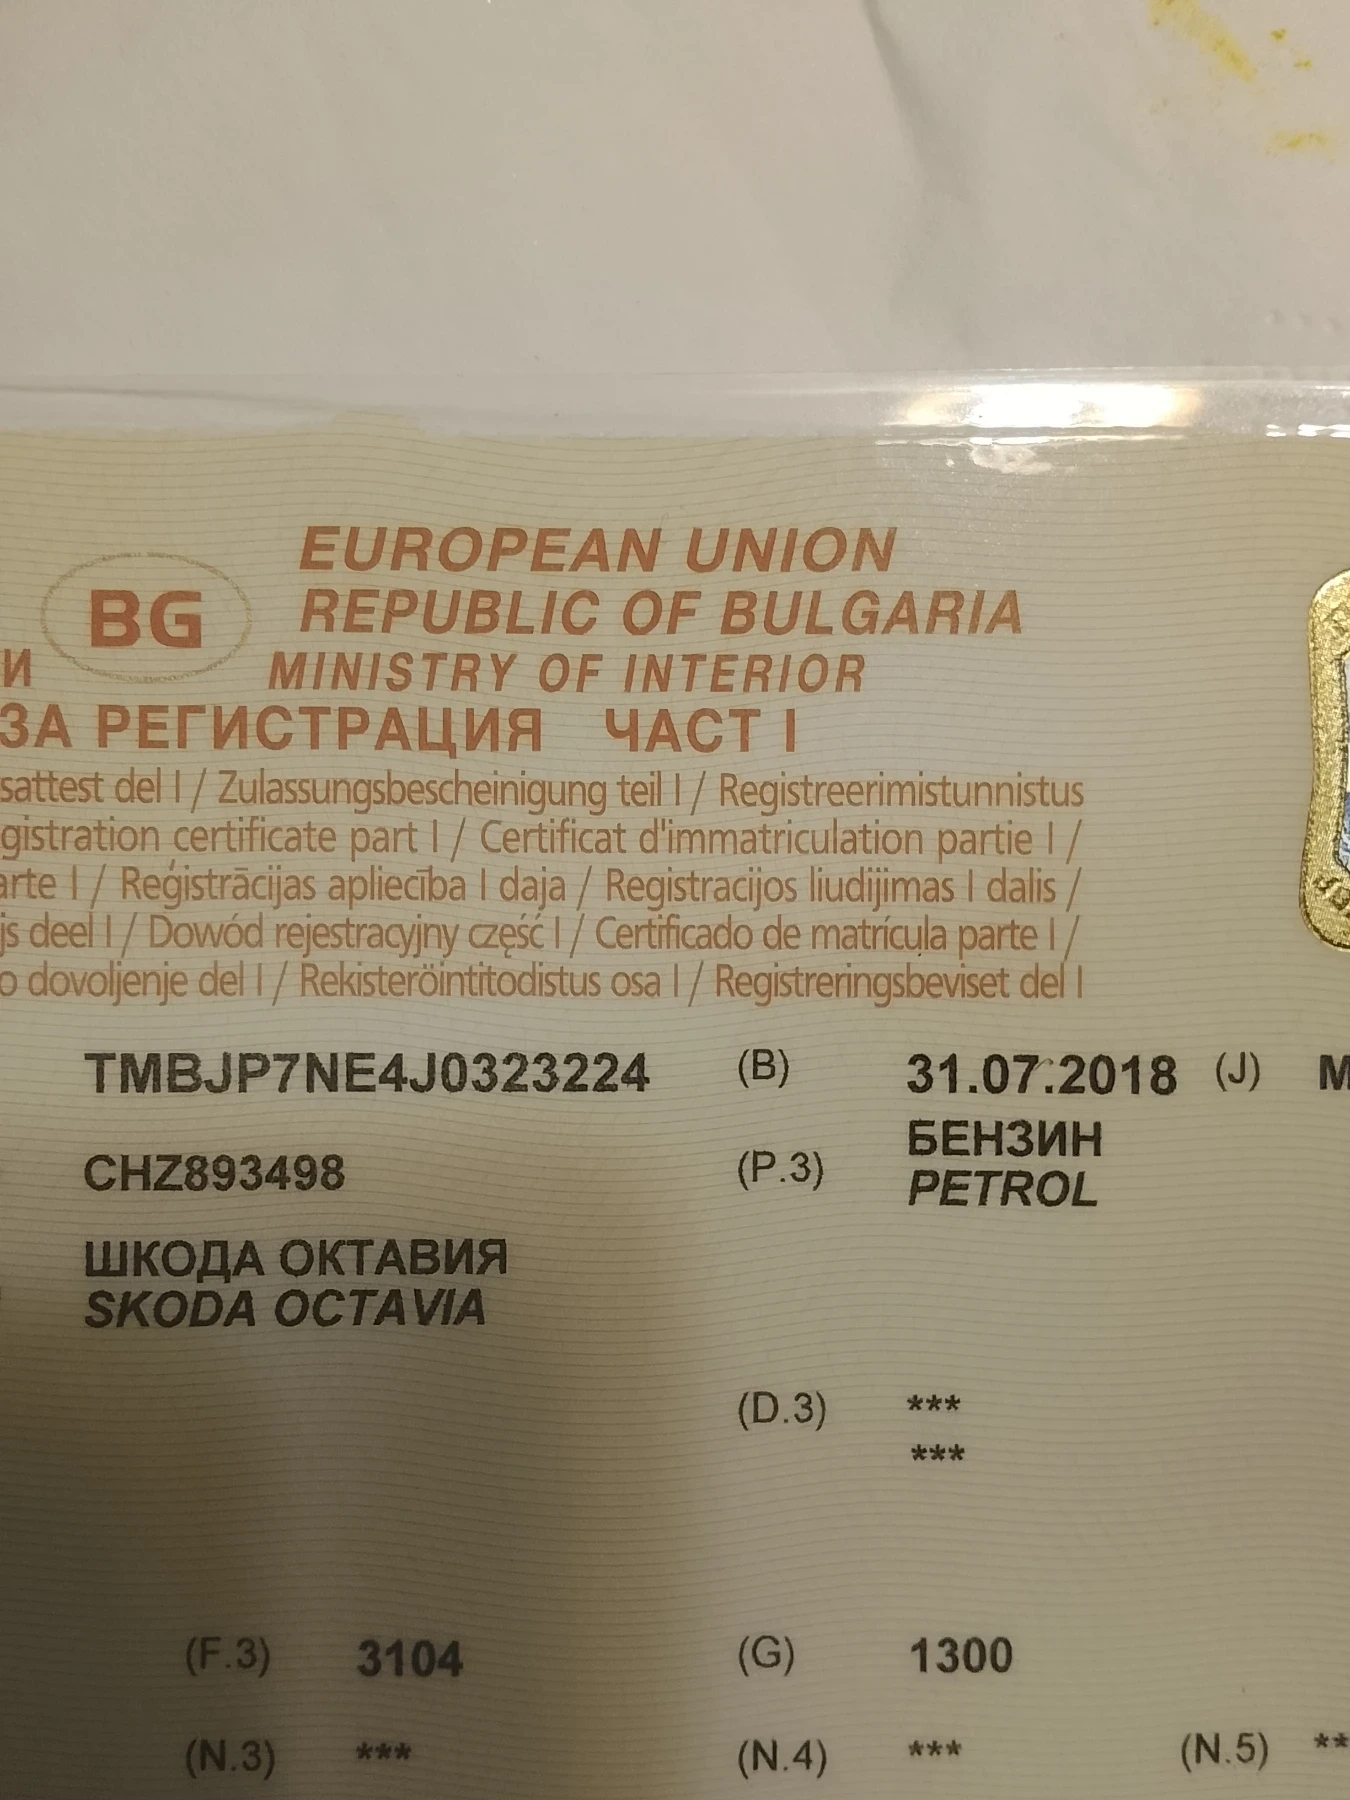 EUROPEAN UNION
BG
REPUBLIC OF BULGARIA
И
MINISTRY OF INTERIOR
ЗА РЕГИСТРАЦИЯ ЧАСТ I
sattest del I / Zulassungsbescheinigung teil I / Registreerimistunnistus
gistration certificate part I / Certificat d'immatriculation partie I /
arte I / Reģistrācijas apliecība I daja / Registracijos liudijimas I dalis /
js deel I / Dowód rejestracyjny część I / Certificado de matrícula parte I /
o dovoljenje del I / Rekisteröintitodistus osa I / Registreringsbeviset del I
TMBJP7NE4J0323224 (B) 31.07.2018 (J) M
БЕНЗИН
CHZ893498 (P.3)
PETROL
ШКОДА ОКТАВИЯ
SKODA OCTAVIA
(D.3) ***
***
(F.3) 3104 (G) 1300
(N.3) *** (N.4) *** (N.5) **